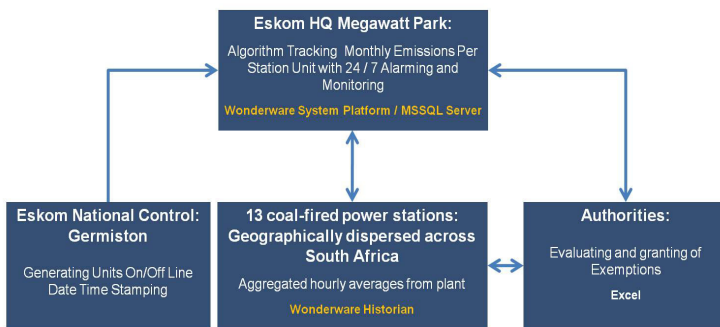 Eskom HQ Megawatt Park:
Algorithm Tracking Monthly Emissions Per
Station Unit with 24 / 7 Alarming and
Monitoring
Wonderware System Platform / MSSQL Server
Eskom National Control:
Germiston
Generating Units On/Off Line
Date Time Stamping
13 coal-fired power stations:
Geographically dispersed across
South Africa
Aggregated hourly averages from plant
Wonderware Historian
Authorities:
Evaluating and granting of
Exemptions
Excel